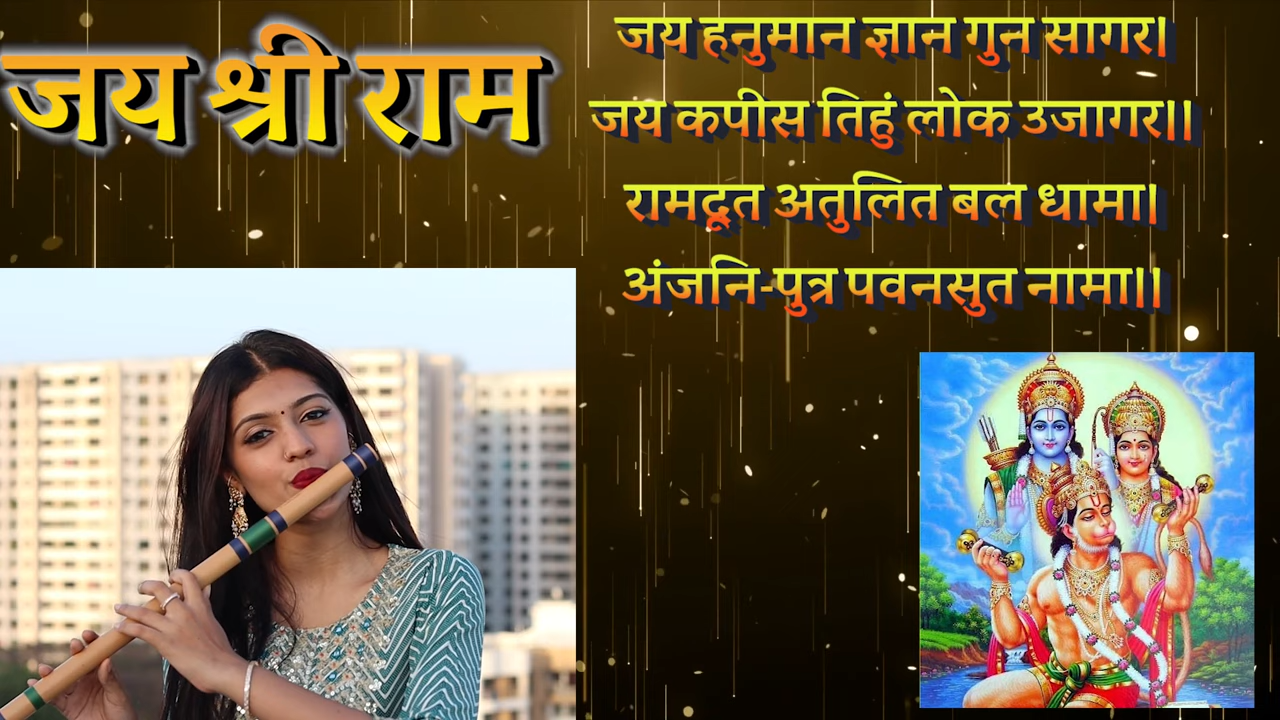 जय श्री राम
जय हनुमान ज्ञान गुन सागर।
जय कपीस तिहुं लोक उजागर।।
रामद्वूत अतुलित बल धामा।
अंजनि-पुत्र पवनसुत नामा।।